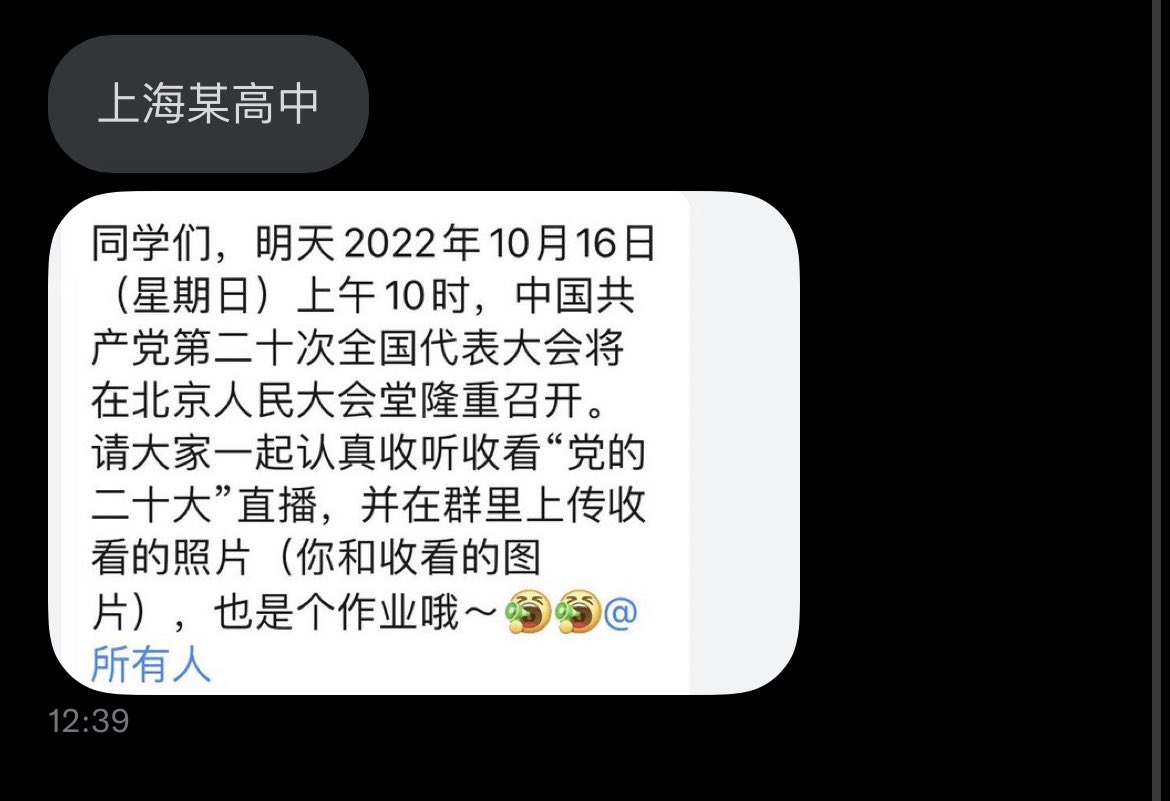 上海某高中
同学们，明天2022年10月16日
（星期日）上午10时，中国共
产党第二十次全国代表大会将
在北京人民大会堂隆重召开。
请大家一起认真收听收看“党的
二十大”直播，并在群里上传收
看的照片（你和收看的图
片），也是个作业哦～@
所有人
12:39